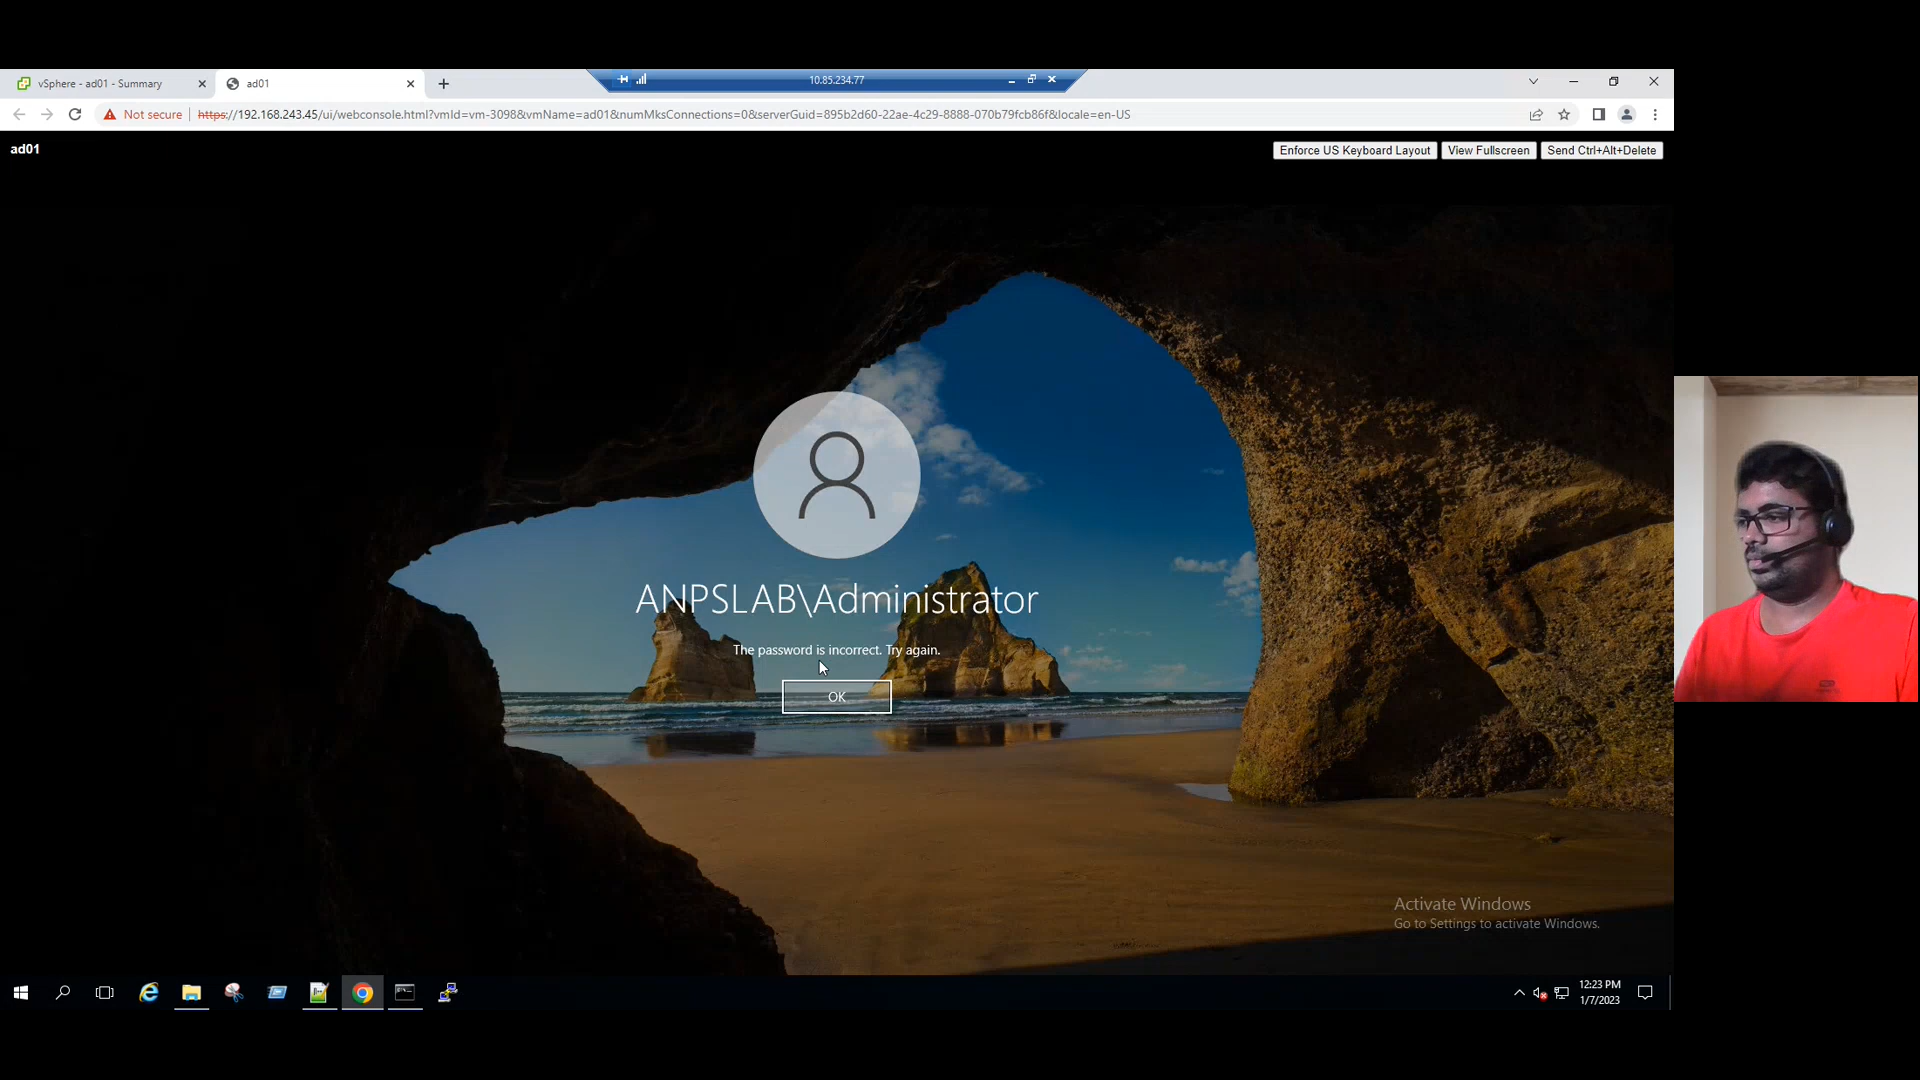 vSphere - ad01 - Summary
ad01
10.85.234.77
Not secure
https://192.168.243.45/ui/webconsole.html?vmId=vm-3098&vmName=ad01&numMksConnections=0&serverGuid=895b2d60-22ae-4c29-8888-070b79fcb86f&locale=en-US
ad01
Enforce US Keyboard Layout
View Fullscreen
Send Ctrl+Alt+Delete
ANPSLAB\Administrator
The password is incorrect. Try again.
OK
Activate Windows
Go to Settings to activate Windows.
12:23 PM
1/7/2023